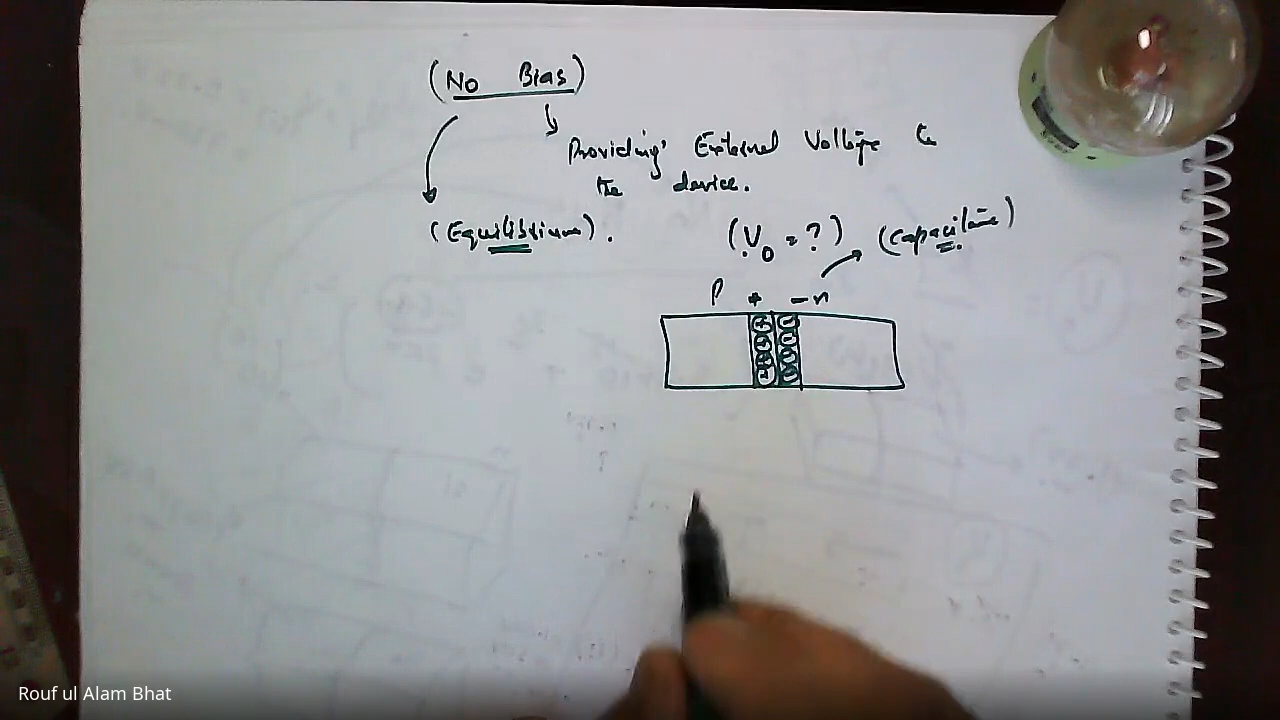 (No Bias)
Providing External Voltage to
the device.
(Equilibrium).
(V0 = ?) (Capacitance)
P + - n
Rouf ul Alam Bhat